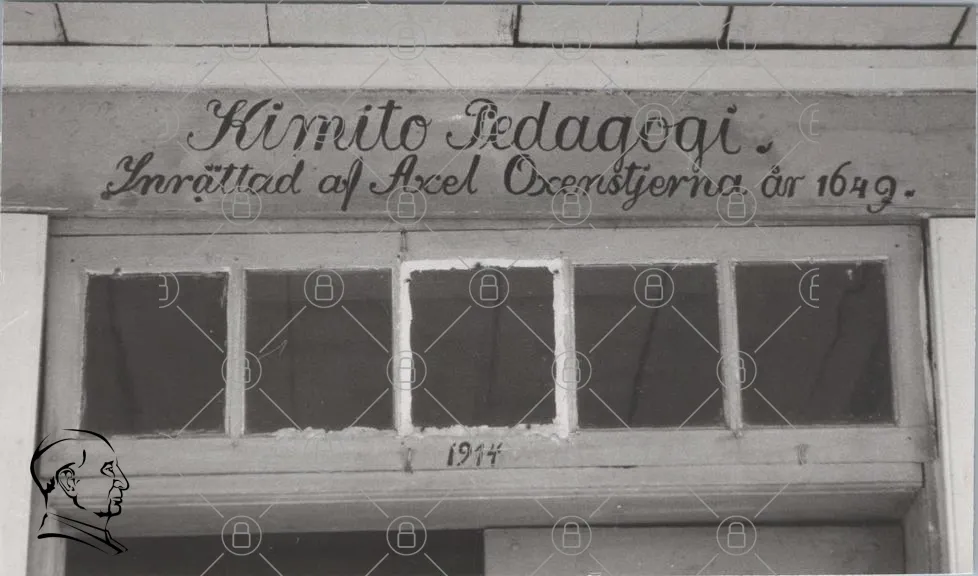 Kimito Pedagogi.
Inrättad af Axel Oxenstjerna år 1649.
1914